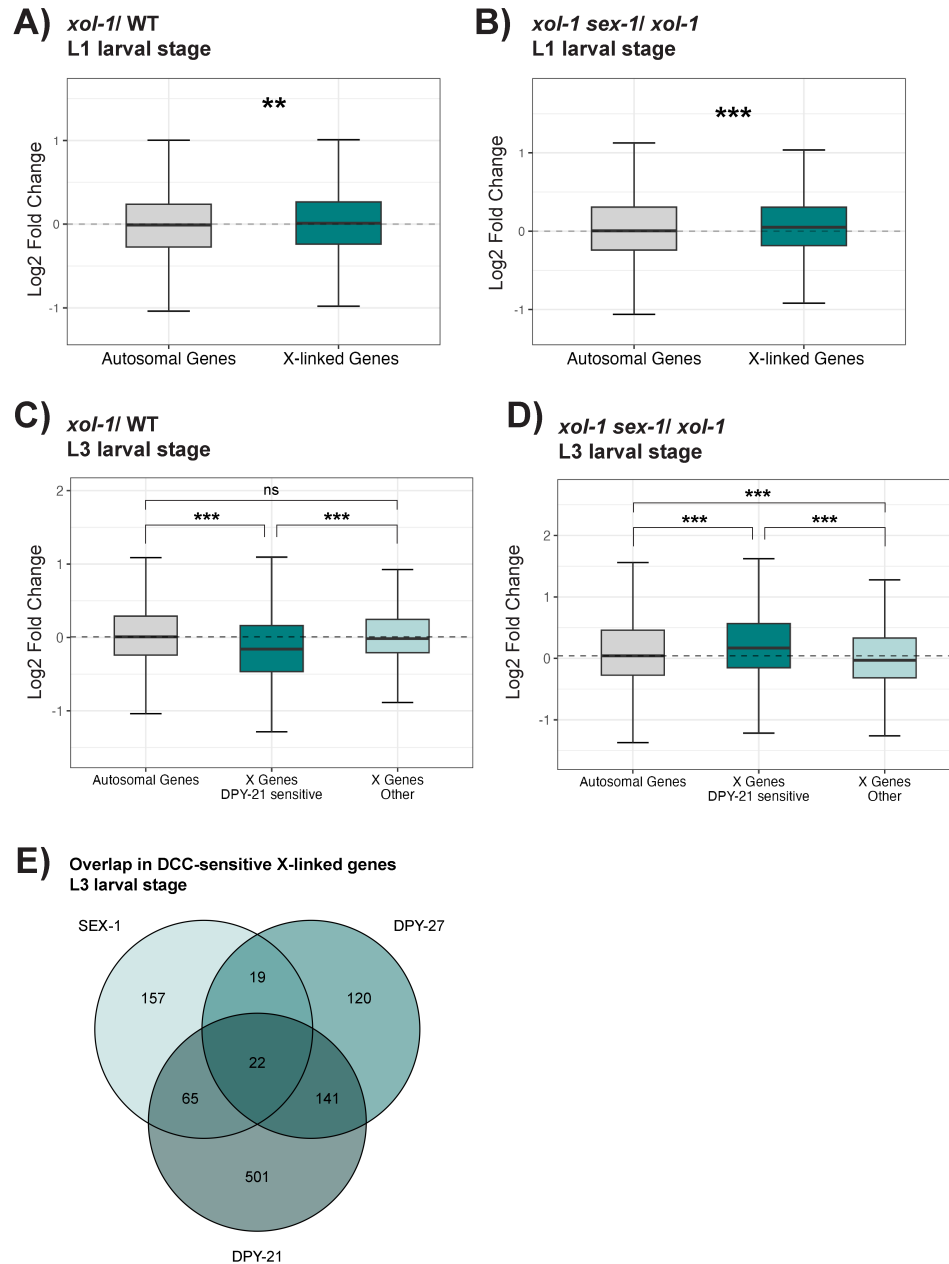 A)
xol-1/ WT
L1 larval stage
**
Log2 Fold Change
1
0
-1
Autosomal Genes
X-linked Genes
B)
xol-1 sex-1/ xol-1
L1 larval stage
***
Log2 Fold Change
1
0
-1
Autosomal Genes
X-linked Genes
C)
xol-1/ WT
L3 larval stage
ns
***
***
Log2 Fold Change
2
1
0
-1
Autosomal Genes
X Genes
DPY-21 sensitive
X Genes
Other
D)
xol-1 sex-1/ xol-1
L3 larval stage
***
***
***
Log2 Fold Change
2
1
0
-1
Autosomal Genes
X Genes
DPY-21 sensitive
X Genes
Other
E)
Overlap in DCC-sensitive X-linked genes
L3 larval stage
SEX-1
DPY-27
19
157
120
22
65
141
501
DPY-21